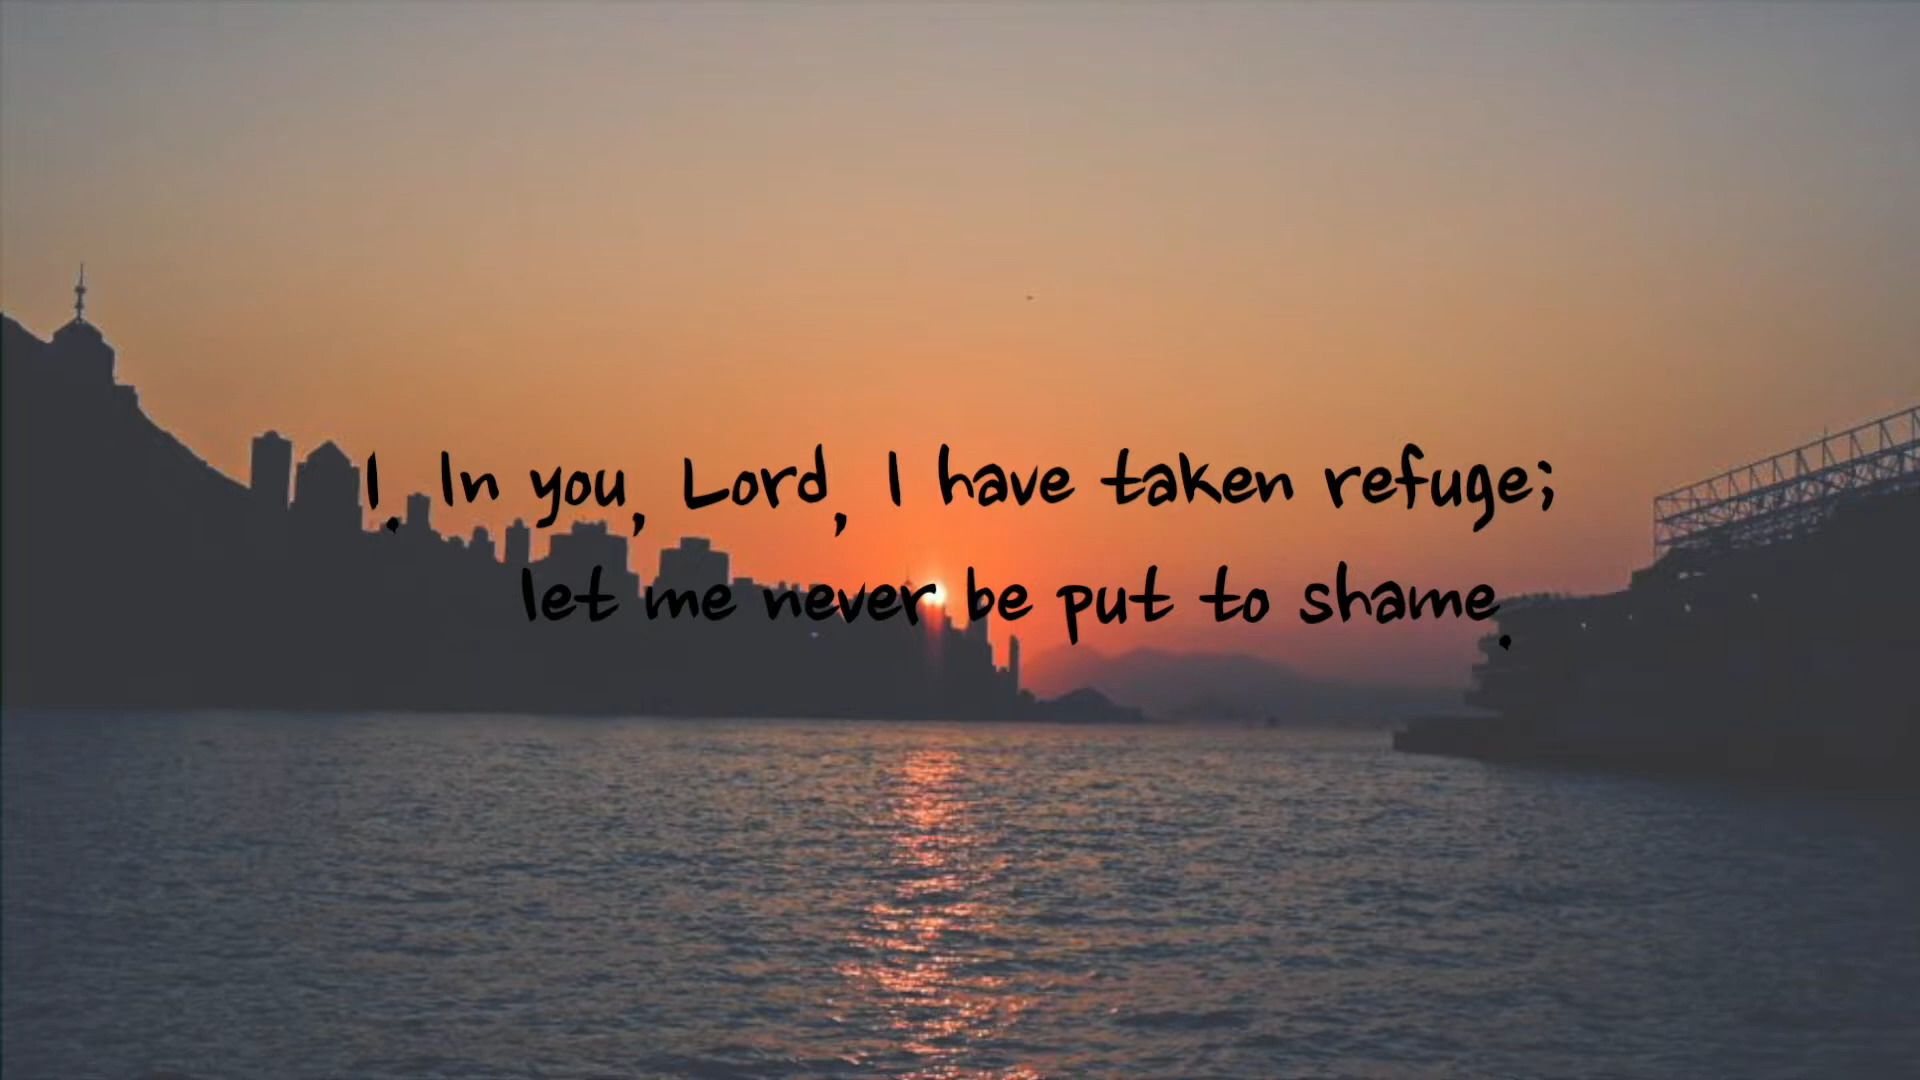 1. In you, Lord, I have taken refuge;
let me never be put to shame.